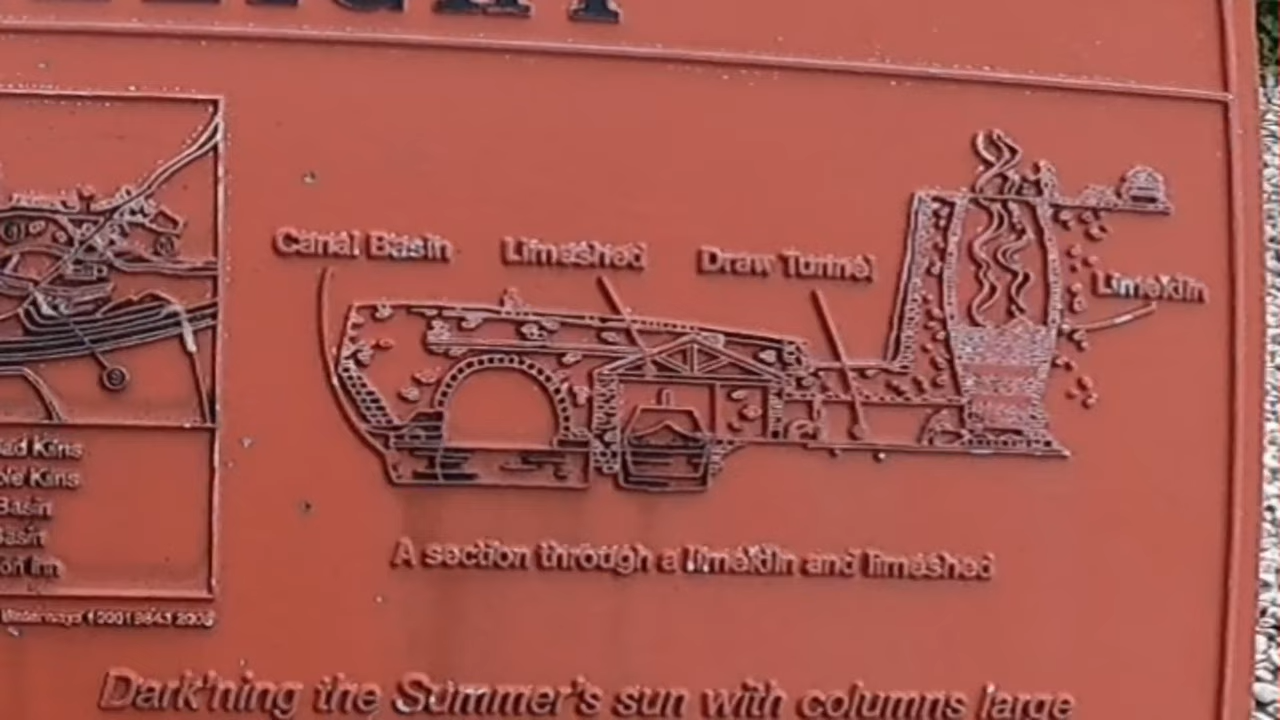 Canal Basin
Limeshed
Draw Tunnel
Limekiln
Kilns
Kilns
Basin
Basin
Inn
A section through a limekiln and limeshed
Dark'ning the Summer's sun with columns large